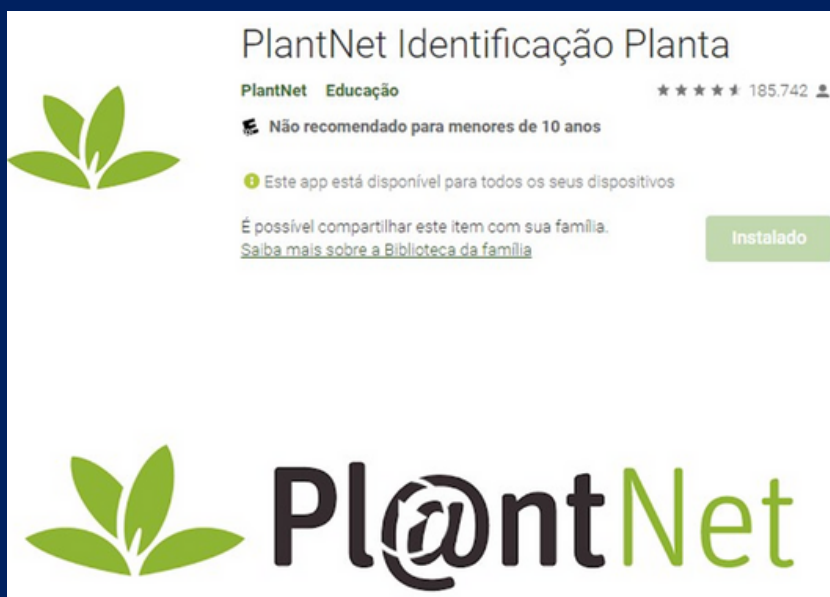 PlantNet Identificação Planta
PlantNet Educação 185.742
Não recomendado para menores de 10 anos
Este app está disponível para todos os seus dispositivos
É possível compartilhar este item com sua família.
Saiba mais sobre a Biblioteca da família
Instalado
Pl@ntNet